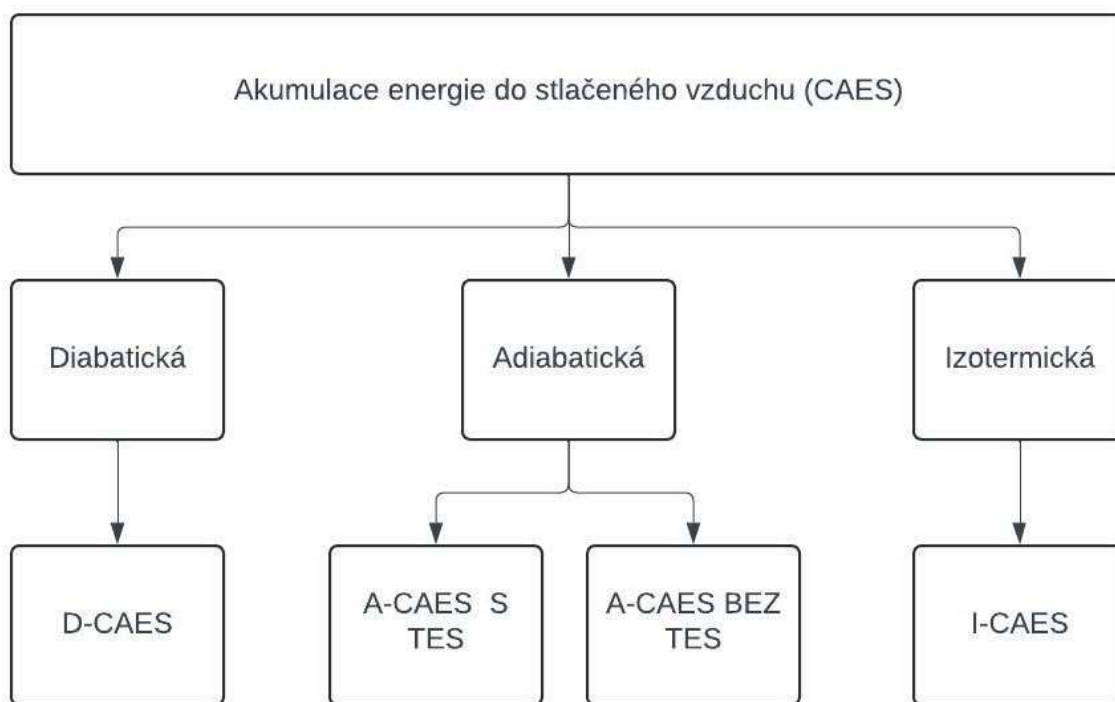 Akumulace energie do stlačeného vzduchu (CAES)
Diabatická
Adiabatická
Izotermická
D-CAES
A-CAES S
TES
A-CAES BEZ
TES
I-CAES